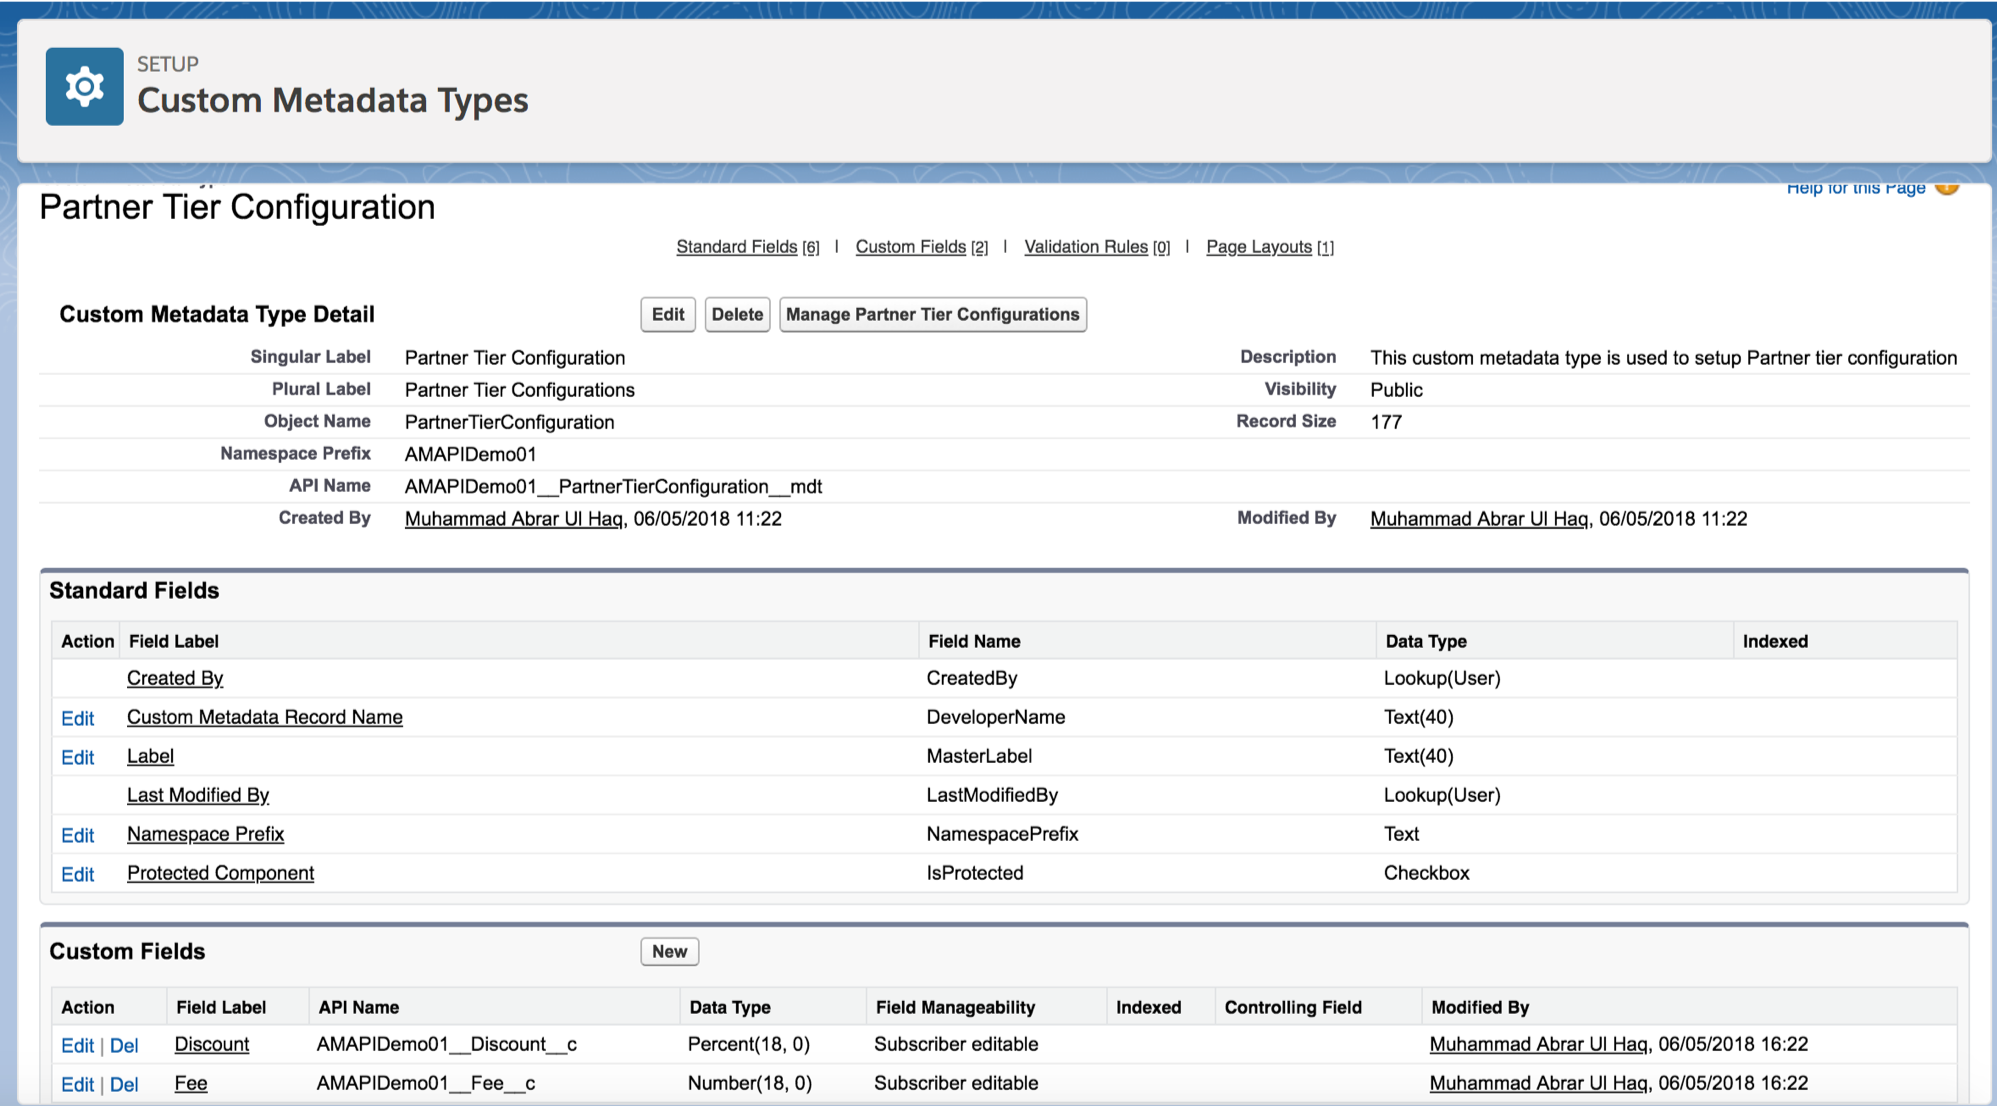 SETUP
Custom Metadata Types
Help for this Page
Partner Tier Configuration
Standard Fields [6] | Custom Fields [2] | Validation Rules [0] | Page Layouts [1]
Custom Metadata Type Detail Edit Delete Manage Partner Tier Configurations
Singular Label Partner Tier Configuration Description This custom metadata type is used to setup Partner tier configuration
Plural Label Partner Tier Configurations Visibility Public
Object Name PartnerTierConfiguration Record Size 177
Namespace Prefix AMAPIDemo01
API Name AMAPIDemo01__PartnerTierConfiguration__mdt
Created By Muhammad Abrar Ul Haq, 06/05/2018 11:22 Modified By Muhammad Abrar Ul Haq, 06/05/2018 11:22
Standard Fields
Action Field Label Field Name Data Type Indexed
Created By CreatedBy Lookup(User)
Edit Custom Metadata Record Name DeveloperName Text(40)
Edit Label MasterLabel Text(40)
Last Modified By LastModifiedBy Lookup(User)
Edit Namespace Prefix NamespacePrefix Text
Edit Protected Component IsProtected Checkbox
Custom Fields New
Action Field Label API Name Data Type Field Manageability Indexed Controlling Field Modified By
Edit | Del Discount AMAPIDemo01__Discount__c Percent(18, 0) Subscriber editable Muhammad Abrar Ul Haq, 06/05/2018 16:22
Edit | Del Fee AMAPIDemo01__Fee__c Number(18, 0) Subscriber editable Muhammad Abrar Ul Haq, 06/05/2018 16:22